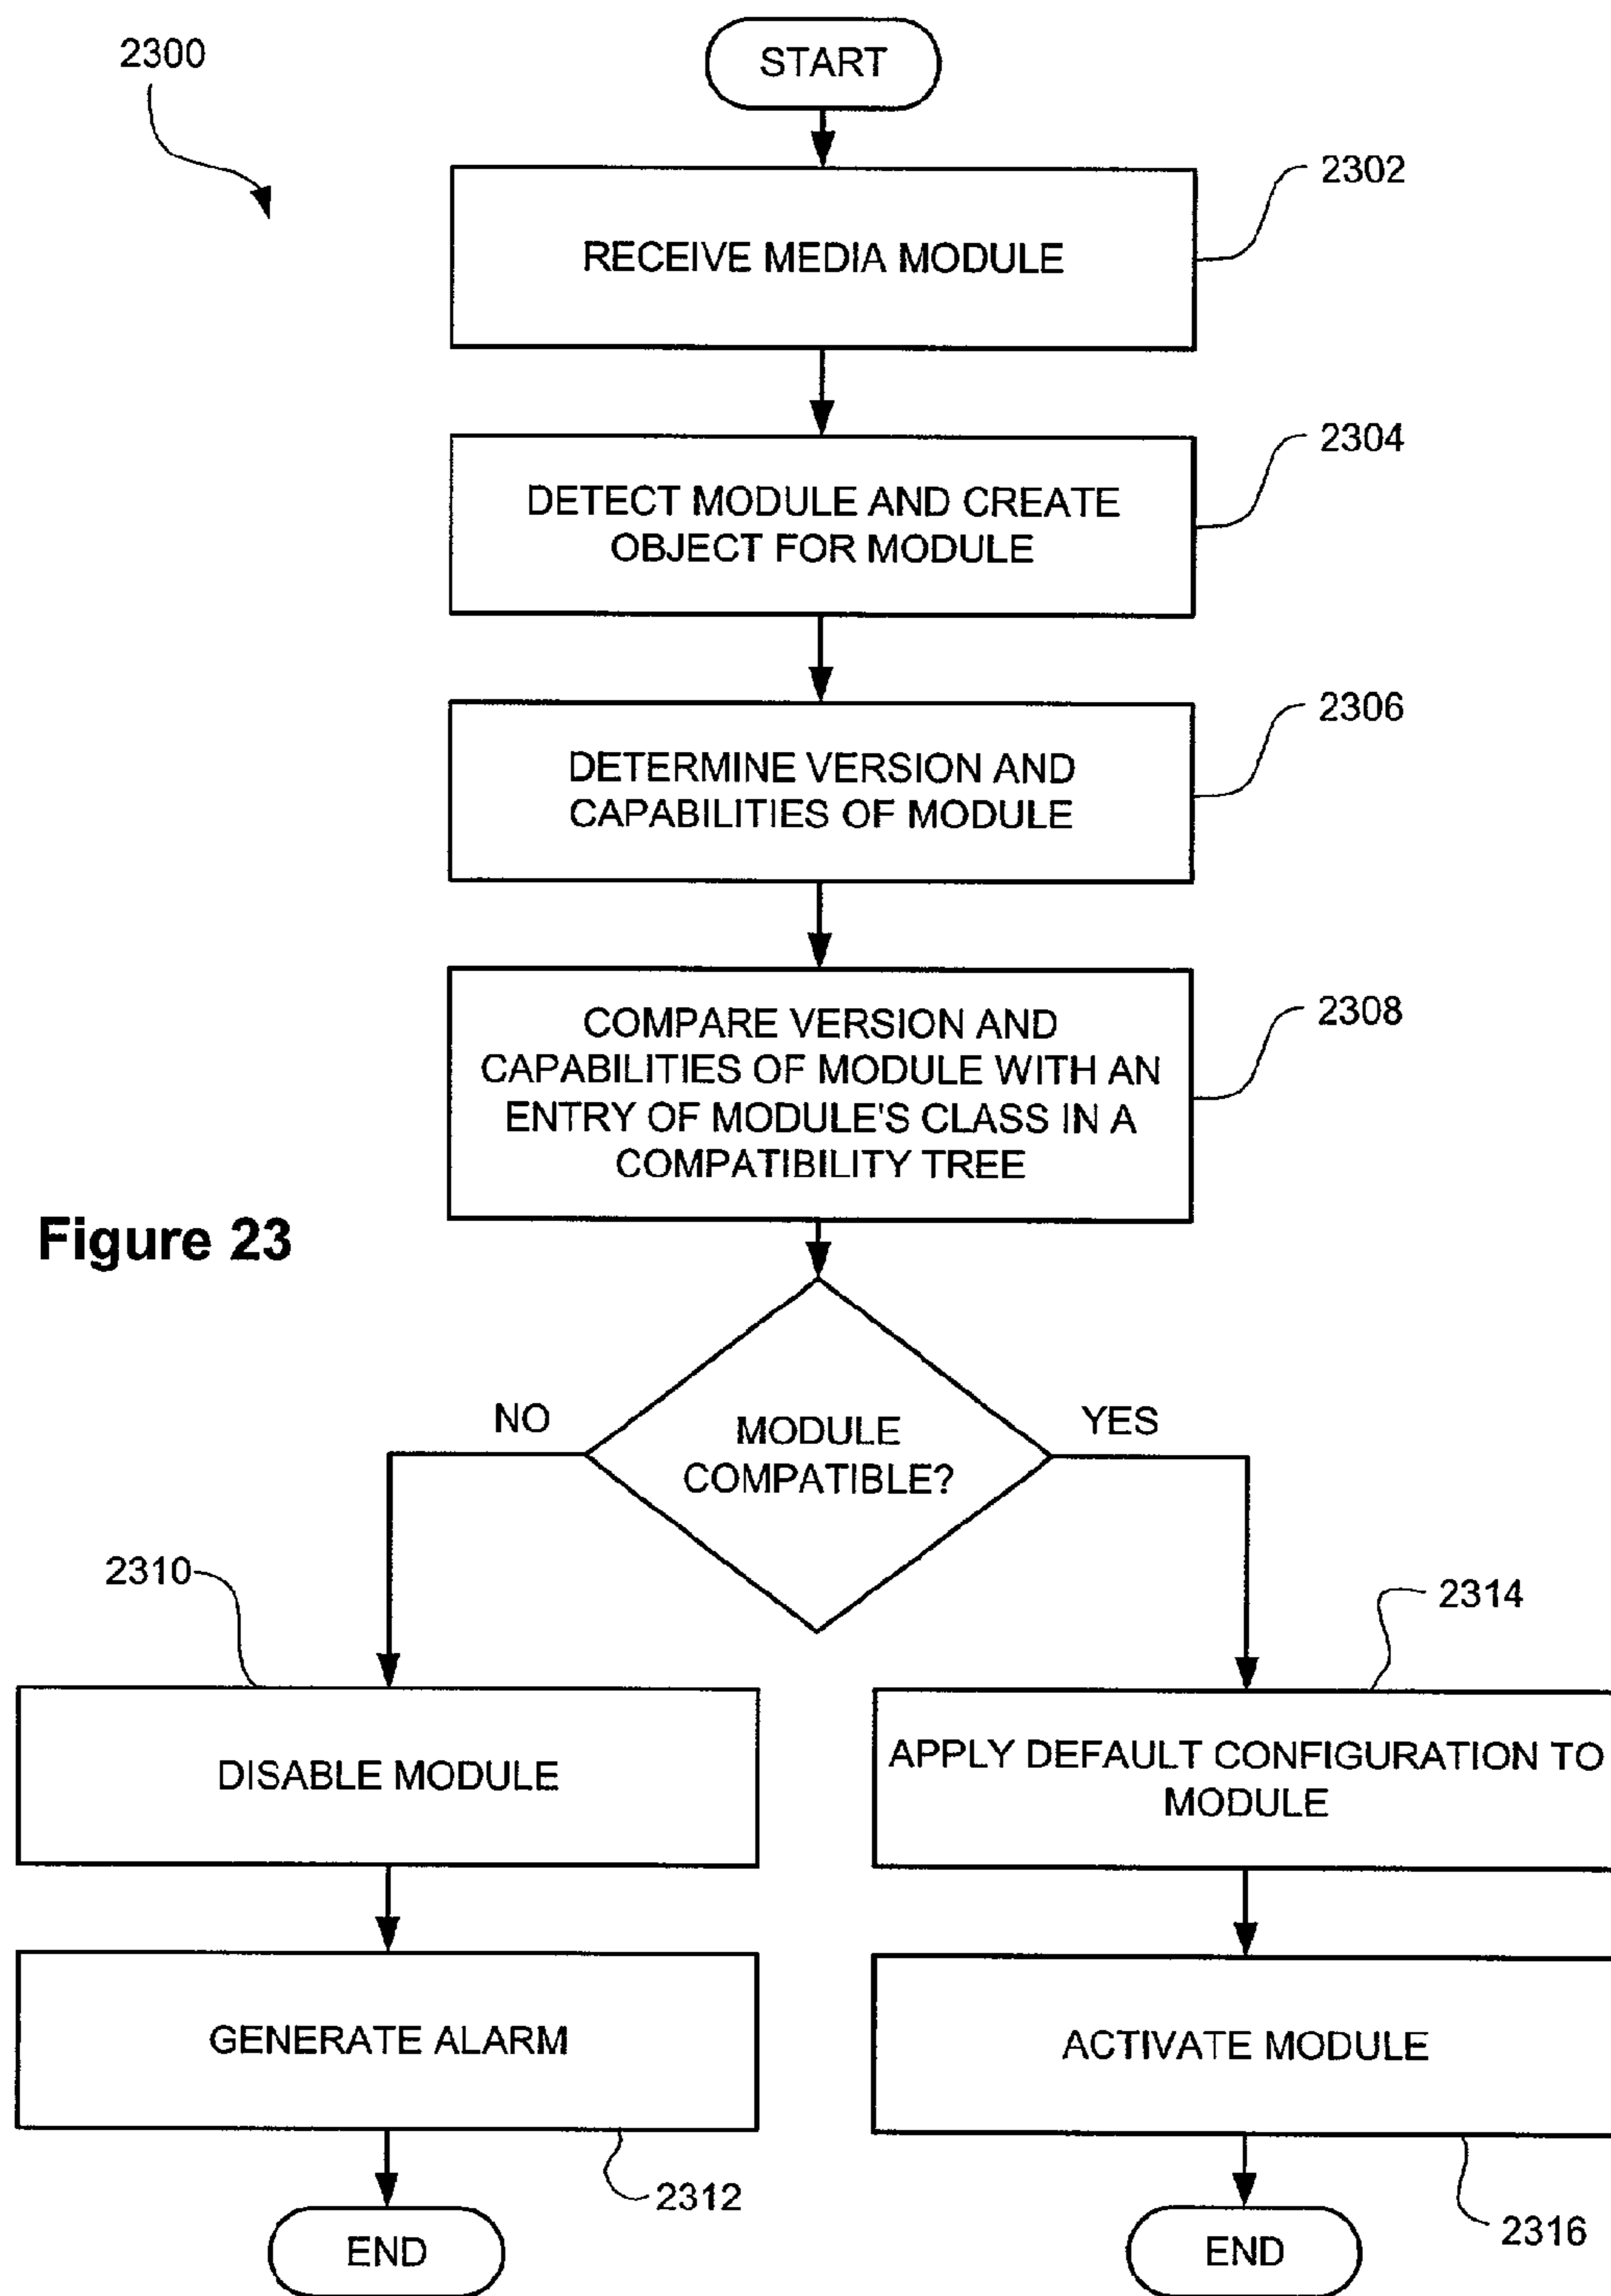 2300
START
2302
RECEIVE MEDIA MODULE
2304
DETECT MODULE AND CREATE
OBJECT FOR MODULE
2306
DETERMINE VERSION AND
CAPABILITIES OF MODULE
2308
COMPARE VERSION AND
CAPABILITIES OF MODULE WITH AN
ENTRY OF MODULE'S CLASS IN A
COMPATIBILITY TREE
Figure 23
NO
YES
MODULE
COMPATIBLE?
2310
2314
DISABLE MODULE
APPLY DEFAULT CONFIGURATION TO
MODULE
GENERATE ALARM
ACTIVATE MODULE
2312
2316
END
END